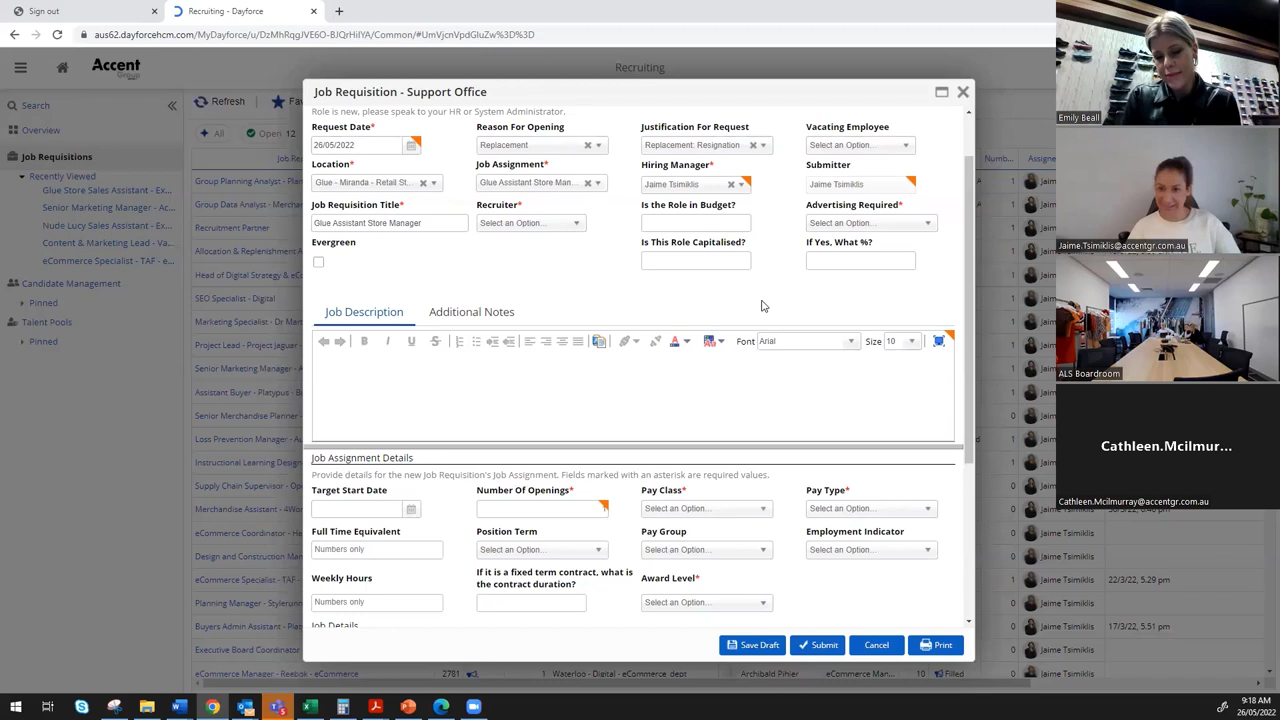 Sign out
Recruiting - Dayforce
aus62.dayforcehcm.com/MyDayforce/u/DzMhRqgJVE6O-BJQrHilYA/Common/#UmVjcnVpdGluZw%3D%3D
Accent
Group
Recruiting
Search
Refresh
Overview
All
Open 12
Job Requisitions
Recently Viewed
Glue Store Sales Assistant - Ex...
Senior Marketing Manager - Ac...
Nude Lucy Sales Assistant - Ex...
Content & Marketing Lead - Va...
eCommerce Specialist - TAF - e...
Candidate Management
Pinned
Talent Pools
Pinned
Job Requisition - Support Office
Role is new, please speak to your HR or System Administrator.
Request Date*
Reason For Opening
Justification For Request
Vacating Employee
26/05/2022
Replacement
Replacement: Resignation
Select an Option...
Location*
Job Assignment*
Hiring Manager*
Submitter
Glue - Miranda - Retail St...
Glue Assistant Store Man...
Jaime Tsimiklis
Jaime Tsimiklis
Job Requisition Title*
Recruiter*
Is the Role in Budget?
Advertising Required*
Glue Assistant Store Manager
Select an Option...
Select an Option...
Evergreen
Is This Role Capitalised?
If Yes, What %?
Job Description
Additional Notes
B I U S
Font
Arial
Size
10
Job Assignment Details
Provide details for the new Job Requisition's Job Assignment. Fields marked with an asterisk are required values.
Target Start Date
Number Of Openings*
Pay Class*
Pay Type*
Select an Option...
Select an Option...
Full Time Equivalent
Position Term
Pay Group
Employment Indicator
Numbers only
Select an Option...
Select an Option...
Select an Option...
Weekly Hours
If it is a fixed term contract, what is
the contract duration?
Award Level*
Numbers only
Select an Option...
Job Details
Save Draft
Submit
Cancel
Print
Group Planning Analyst - Plan
Group Data Analyst - Merchan
Recruitment Partner
Allocation & Replenishment A
Head of Digital Strategy & eC
SEO Specialist - Digital
Marketing Specialist - Dr Mart
Project Lead - Project Jaguar -
Senior Marketing Manager - A
Assistant Buyer - Platypus - B
Senior Merchandise Planner -
Loss Prevention Manager - Au
Instructional Learning Design
Supply Chain Supervisor - Op
Merchandise Assistant - 4Wor
eCommerce Coordinator - Ha
Design and Construction Man
eCommerce Specialist - TAF -
Planning Manager - Stylerunn
Buyers Admin Assistant - Plat
Executive Board Coordinator
eCommerce Manager - Reebok - eCommerce
2781
Waterloo - Digital - eCommerce dept
Archibald Pihler
eCommerce Man...
10
Filled
Jaime Tsimiklis
Numb...
Assigne
22/3/22, 5.29 pm
17/3/22, 5.51 pm
Emily Beall
Jaime.Tsimiklis@accentgr.com.au
ALS Boardroom
Cathleen.Mcilmur...
Cathleen.Mcilmurray@accentgr.com.au
9:18 AM
26/05/2022